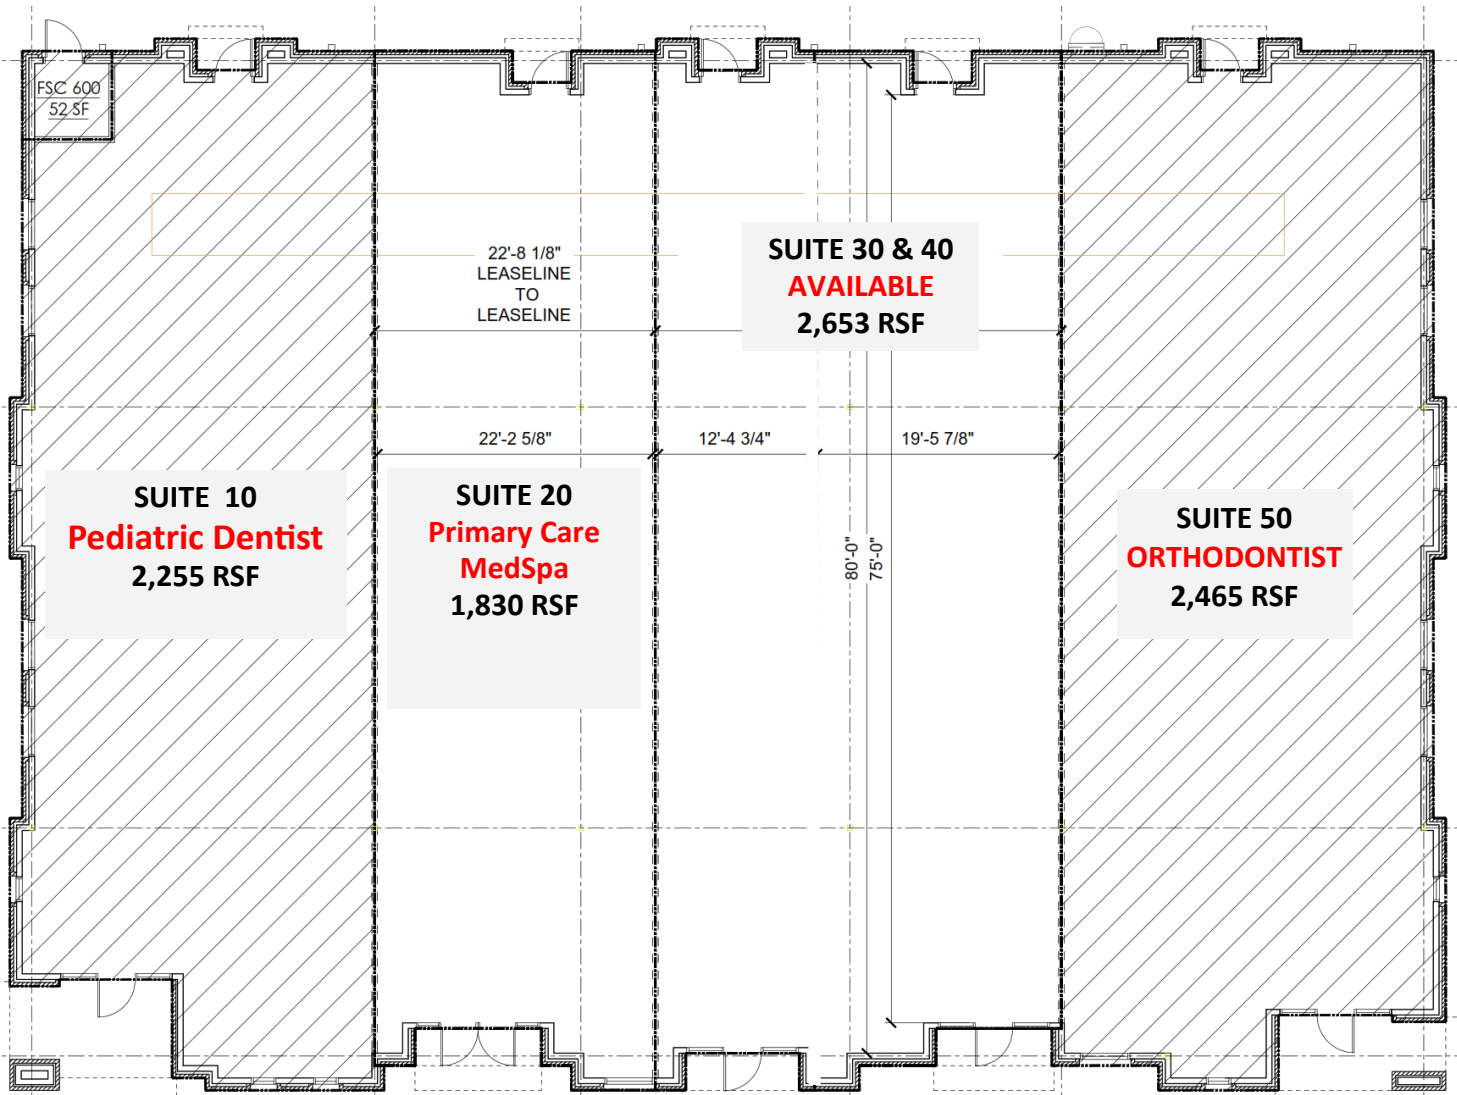 FSC 600
52 SF
22'-8 1/8"
LEASELINE
TO
LEASELINE
SUITE 30 & 40
AVAILABLE
2,653 RSF
22'-2 5/8"
12'-4 3/4"
19'-5 7/8"
SUITE 10
Pediatric Dentist
2,255 RSF
SUITE 20
Primary Care
MedSpa
1,830 RSF
80'-0"
75'-0"
SUITE 50
ORTHODONTIST
2,465 RSF